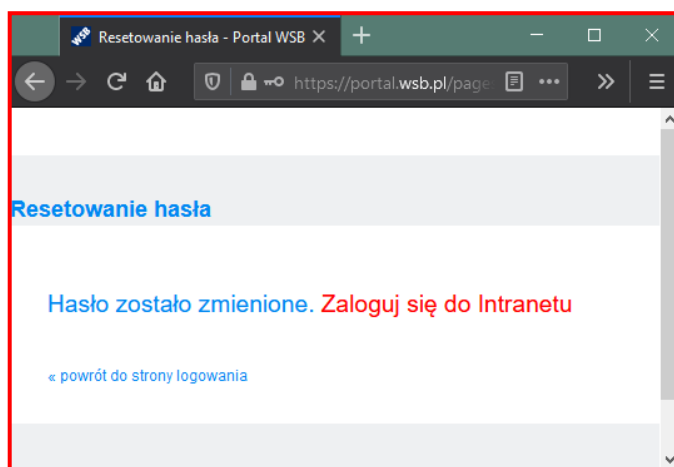 WSB Resetowanie hasła - Portal WSB
https://portal.wsb.pl/page
Resetowanie hasła
Hasło zostało zmienione. Zaloguj się do Intranetu
« powrót do strony logowania